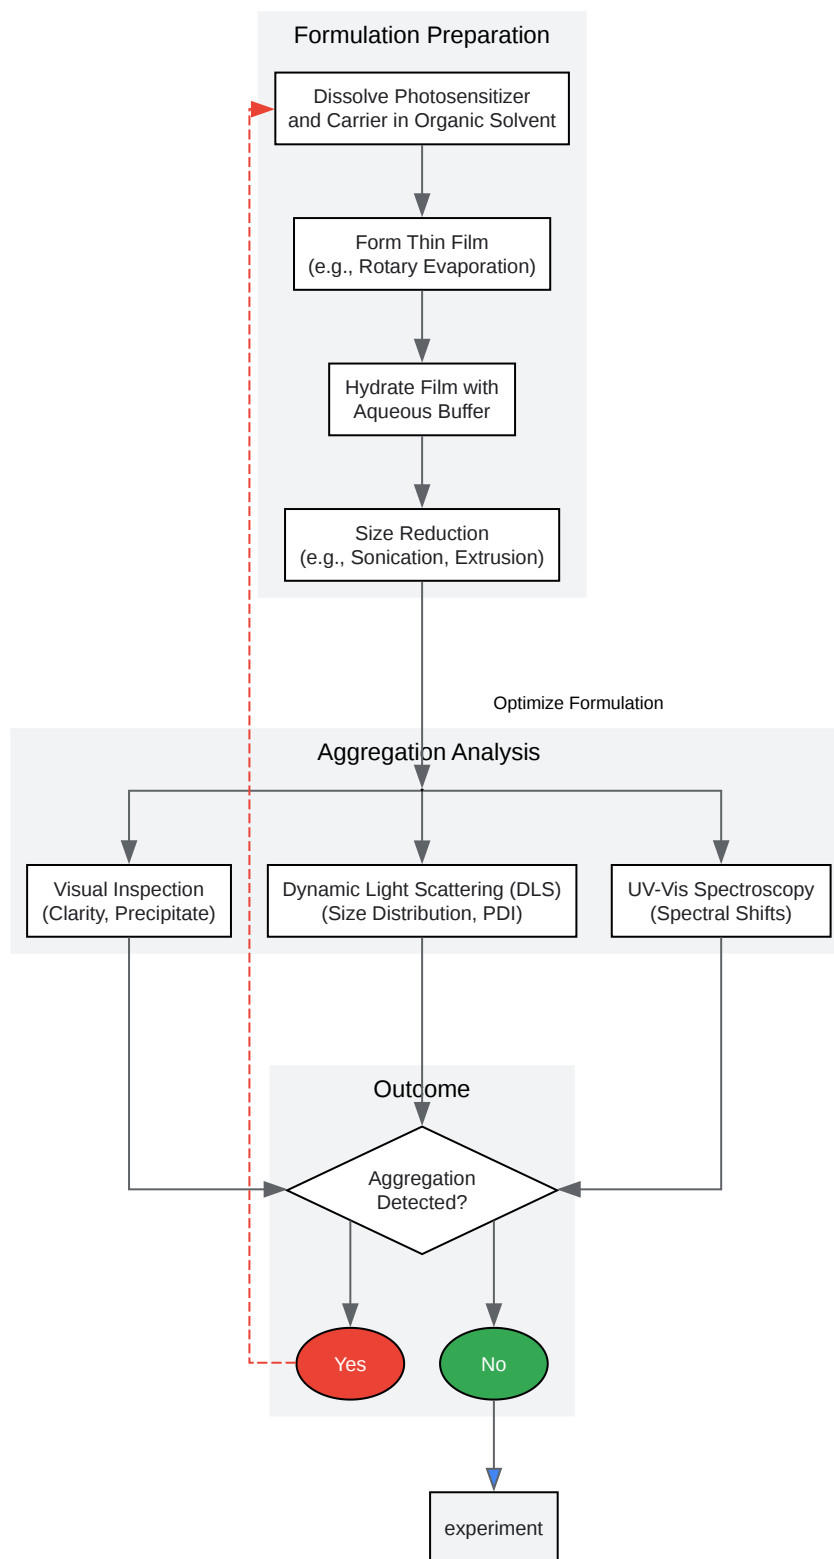 Formulation Preparation
Dissolve Photosensitizer
and Carrier in Organic Solvent
Form Thin Film
(e.g., Rotary Evaporation)
Hydrate Film with
Aqueous Buffer
Size Reduction
(e.g., Sonication, Extrusion)
Optimize Formulation
Aggregation Analysis
Visual Inspection
(Clarity, Precipitate)
Dynamic Light Scattering (DLS)
(Size Distribution, PDI)
UV-Vis Spectroscopy
(Spectral Shifts)
Outcome
Aggregation
Detected?
Yes
No
experiment